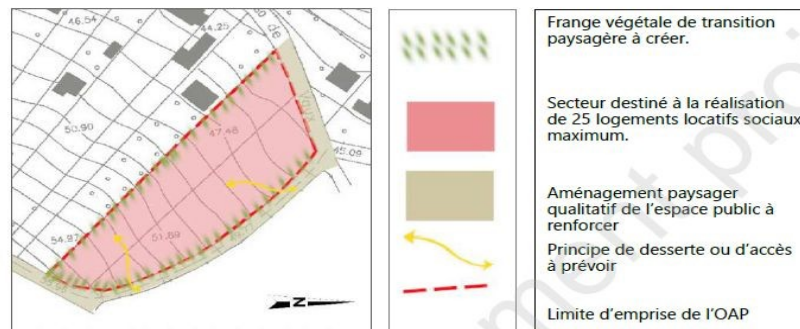 46.54
44.25
de
Vaux
50.90
47.46
45.09
54.97
51.89
N
Frange végétale de transition
paysagère à créer.
Secteur destiné à la réalisation
de 25 logements locatifs sociaux
maximum.
Aménagement paysager
qualitatif de l'espace public à
renforcer
Principe de desserte ou d'accès
à prévoir
Limite d'emprise de l'OAP